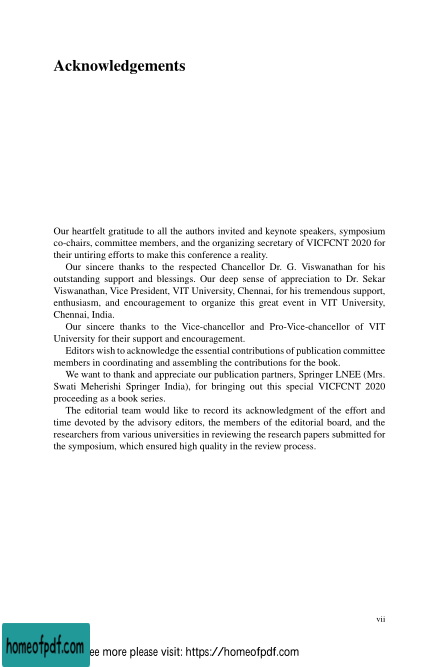 Acknowledgements
Our heartfelt gratitude to all the authors invited and keynote speakers, symposium
co-chairs, committee members, and the organizing secretary of VICFCNT 2020 for
their untiring efforts to make this conference a reality.
Our sincere thanks to the respected Chancellor Dr. G. Viswanathan for his
outstanding support and blessings. Our deep sense of appreciation to Dr. Sekar
Viswanathan, Vice President, VIT University, Chennai, for his tremendous support,
enthusiasm, and encouragement to organize this great event in VIT University,
Chennai, India.
Our sincere thanks to the Vice-chancellor and Pro-Vice-chancellor of VIT
University for their support and encouragement.
Editors wish to acknowledge the essential contributions of publication committee
members in coordinating and assembling the contributions for the book.
We want to thank and appreciate our publication partners, Springer LNEE (Mrs.
Swati Meherishi Springer India), for bringing out this special VICFCNT 2020
proceeding as a book series.
The editorial team would like to record its acknowledgment of the effort and
time devoted by the advisory editors, the members of the editorial board, and the
researchers from various universities in reviewing the research papers submitted for
the symposium, which ensured high quality in the review process.
vii
homeofpdf.com ee more please visit: https://homeofpdf.com